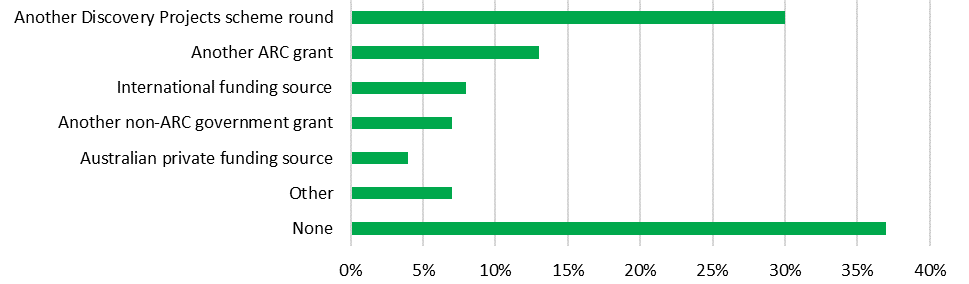 Another Discovery Projects scheme round
Another ARC grant
International funding source
Another non-ARC government grant
Australian private funding source
Other
None
0% 5% 10% 15% 20% 25% 30% 35% 40%